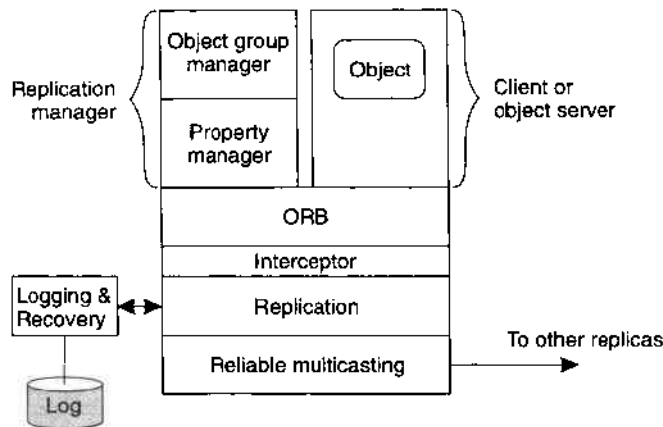 Object group
manager
Object
Replication
manager
Client or
object server
Property
manager
ORB
Interceptor
Logging &
Recovery
Replication
To other replicas
Reliable multicasting
Log